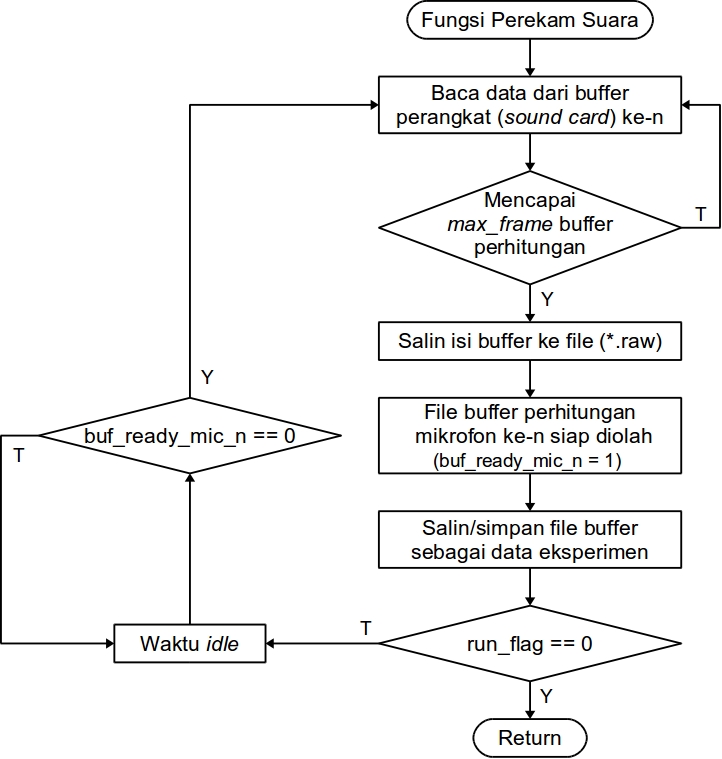 Fungsi Perekam Suara
Baca data dari buffer
perangkat (sound card) ke-n
Mencapai
max_frame buffer
perhitungan
T
Y
Salin isi buffer ke file (*.raw)
File buffer perhitungan
mikrofon ke-n siap diolah
(buf_ready_mic_n = 1)
Salin/simpan file buffer
sebagai data eksperimen
run_flag == 0
T
Y
Return
Waktu idle
buf_ready_mic_n == 0
Y
T